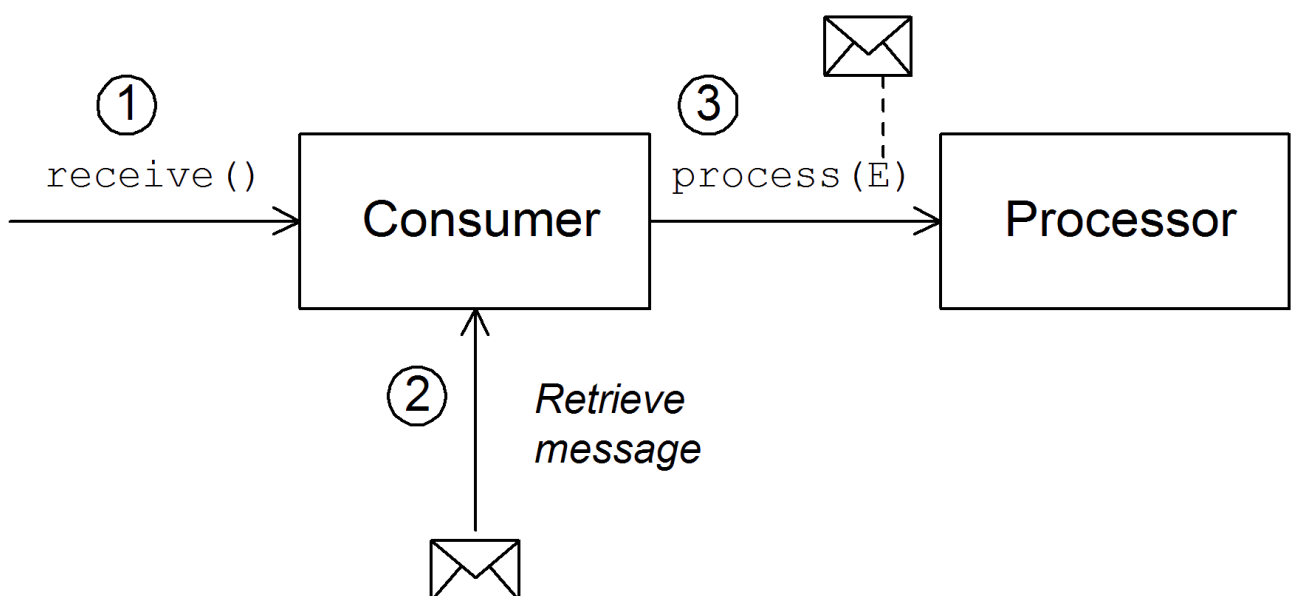 1
receive()
Consumer
3
process(E)
Processor
2
Retrieve
message